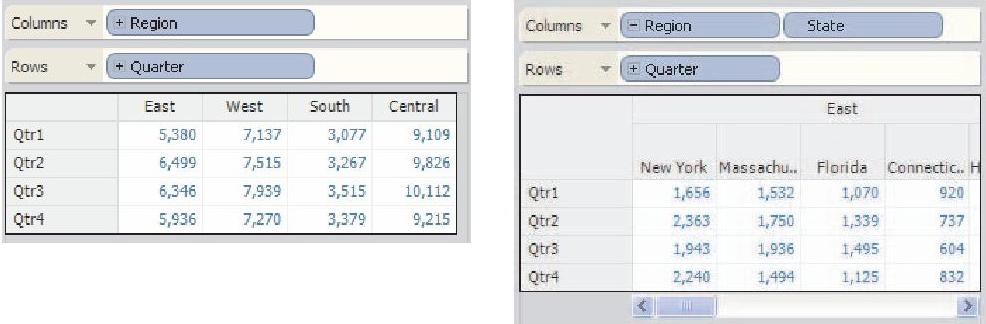 Columns + Region
Rows + Quarter
East West South Central
Qtr1 5,380 7,137 3,077 9,109
Qtr2 6,499 7,515 3,267 9,826
Qtr3 6,346 7,939 3,515 10,112
Qtr4 5,936 7,270 3,379 9,215
Columns - Region State
Rows + Quarter
East
New York Massachu.. Florida Connectic.. H
Qtr1 1,656 1,532 1,070 920
Qtr2 2,363 1,750 1,339 737
Qtr3 1,943 1,936 1,495 604
Qtr4 2,240 1,494 1,125 832